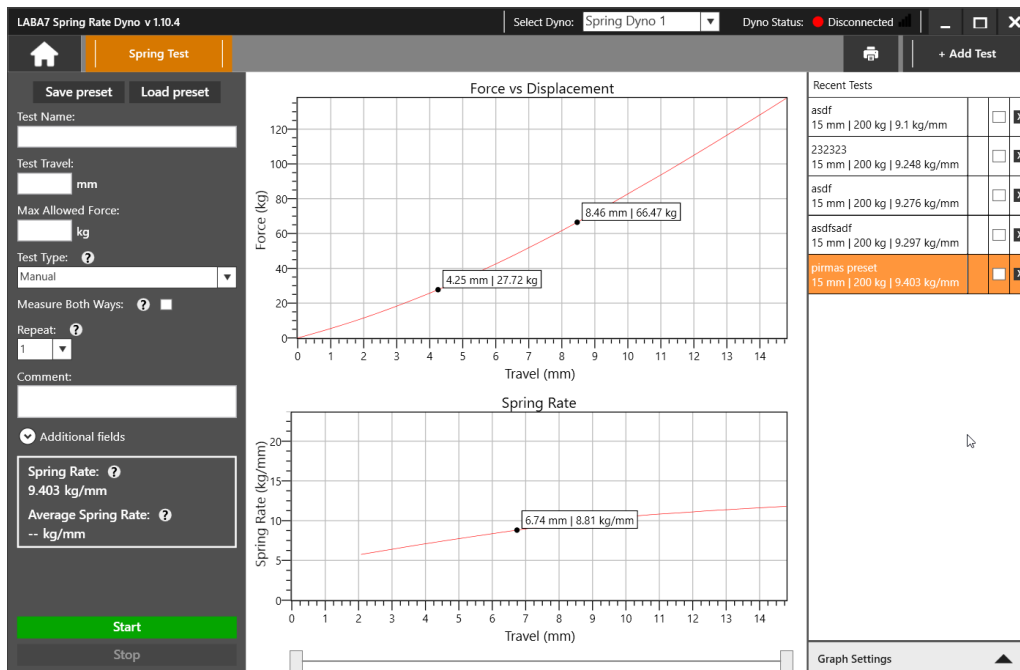 LABA7 Spring Rate Dyno v 1.10.4
Select Dyno: Spring Dyno 1
Dyno Status: Disconnected
Spring Test
+ Add Test
Save preset Load preset
Test Name:
Test Travel:
mm
Max Allowed Force:
kg
Test Type: ?
Manual
Measure Both Ways: ?
Repeat: ?
1
Comment:
Additional fields
Spring Rate: ?
9.403 kg/mm
Average Spring Rate: ?
-- kg/mm
Start
Stop
Force vs Displacement
Force (kg)
120
100
80
60
40
20
0
8.46 mm | 66.47 kg
4.25 mm | 27.72 kg
0 1 2 3 4 5 6 7 8 9 10 11 12 13 14
Travel (mm)
Spring Rate
Spring Rate (kg/mm)
20
15
10
5
0
6.74 mm | 8.81 kg/mm
0 1 2 3 4 5 6 7 8 9 10 11 12 13 14
Travel (mm)
Recent Tests
asdf
15 mm | 200 kg | 9.1 kg/mm
232323
15 mm | 200 kg | 9.248 kg/mm
asdf
15 mm | 200 kg | 9.276 kg/mm
asdfsadf
15 mm | 200 kg | 9.297 kg/mm
pirmas preset
15 mm | 200 kg | 9.403 kg/mm
Graph Settings